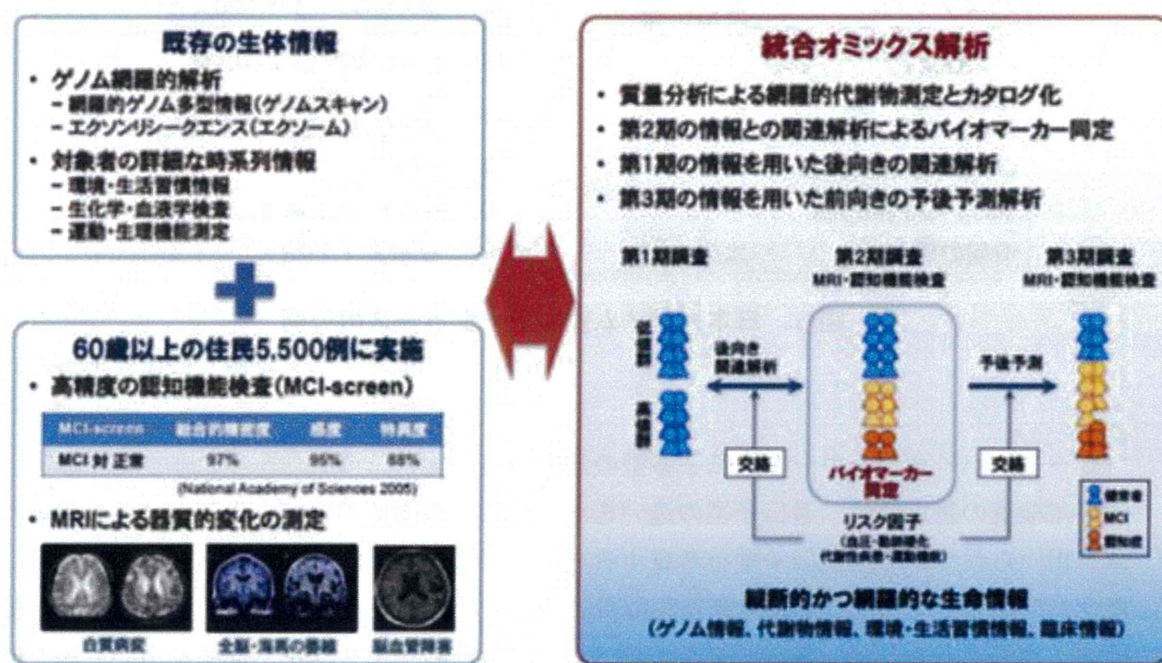 既存の生体情報
• ゲノム網羅的解析
– 網羅的ゲノム多型情報(ゲノムスキャン)
– エクソンリシークエンス(エクソーム)
• 対象者の詳細な時系列情報
– 環境・生活習慣情報
– 生化学・血液学検査
– 運動・生理機能測定
60歳以上の住民5,500例に実施
• 高精度の認知機能検査(MCI-screen)
MCI-screen 総合的精密度 感度 特異度
MCI 対 正常 97% 95% 88%
(National Academy of Sciences 2005)
• MRIによる器質的変化の測定
白質病変 全脳・海馬の萎縮 脳血管障害
統合オミックス解析
• 質量分析による網羅的代謝物測定とカタログ化
• 第2期の情報との関連解析によるバイオマーカー同定
• 第1期の情報を用いた後向きの関連解析
• 第3期の情報を用いた前向きの予後予測解析
第1期調査 第2期調査 第3期調査
MRI・認知機能検査 MRI・認知機能検査
低値群
高値群
後向き
関連解析
予後予測
交絡 交絡
バイオマーカー
同定
リスク因子
(血圧・動脈硬化
代謝性疾患・運動機能)
健常者
MCI
認知症
縦断的かつ網羅的な生命情報
(ゲノム情報、代謝物情報、環境・生活習慣情報、臨床情報)